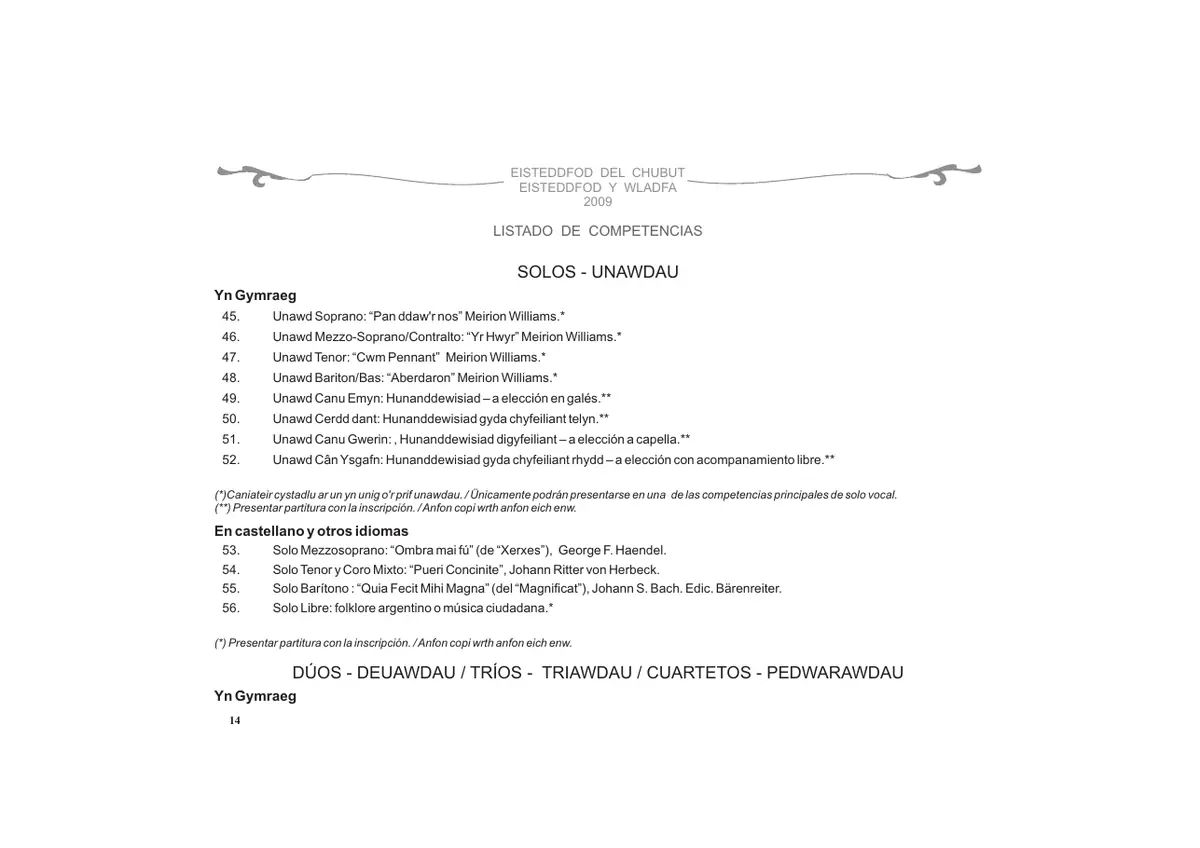 EISTEDDFOD DEL CHUBUT
EISTEDDFOD Y WLADFA
2009
LISTADO DE COMPETENCIAS
SOLOS - UNAWDAU
Yn Gymraeg
45. Unawd Soprano: “Pan ddaw'r nos” Meirion Williams.*
46. Unawd Mezzo-Soprano/Contralto: “Yr Hwyr” Meirion Williams.*
47. Unawd Tenor: “Cwm Pennant” Meirion Williams.*
48. Unawd Bariton/Bas: “Aberdaron” Meirion Williams.*
49. Unawd Canu Emyn: Hunanddewisiad – a elección en galés.**
50. Unawd Cerdd dant: Hunanddewisiad gyda chyfeiliant telyn.**
51. Unawd Canu Gwerin: , Hunanddewisiad digyfeiliant – a elección a capella.**
52. Unawd Cân Ysgafn: Hunanddewisiad gyda chyfeiliant rhydd – a elección con acompanamiento libre.**
(*)Caniateir cystadlu ar un yn unig o'r prif unawdau. / Únicamente podrán presentarse en una de las competencias principales de solo vocal.
(**) Presentar partitura con la inscripción. / Anfon copi wrth anfon eich enw.
En castellano y otros idiomas
53. Solo Mezzosoprano: “Ombra mai fú” (de “Xerxes”), George F. Haendel.
54. Solo Tenor y Coro Mixto: “Pueri Concinite”, Johann Ritter von Herbeck.
55. Solo Barítono : “Quia Fecit Mihi Magna” (del “Magnificat”), Johann S. Bach. Edic. Bärenreiter.
56. Solo Libre: folklore argentino o música ciudadana.*
(*) Presentar partitura con la inscripción. / Anfon copi wrth anfon eich enw.
DÚOS - DEUAWDAU / TRÍOS - TRIAWDAU / CUARTETOS - PEDWARAWDAU
Yn Gymraeg
14